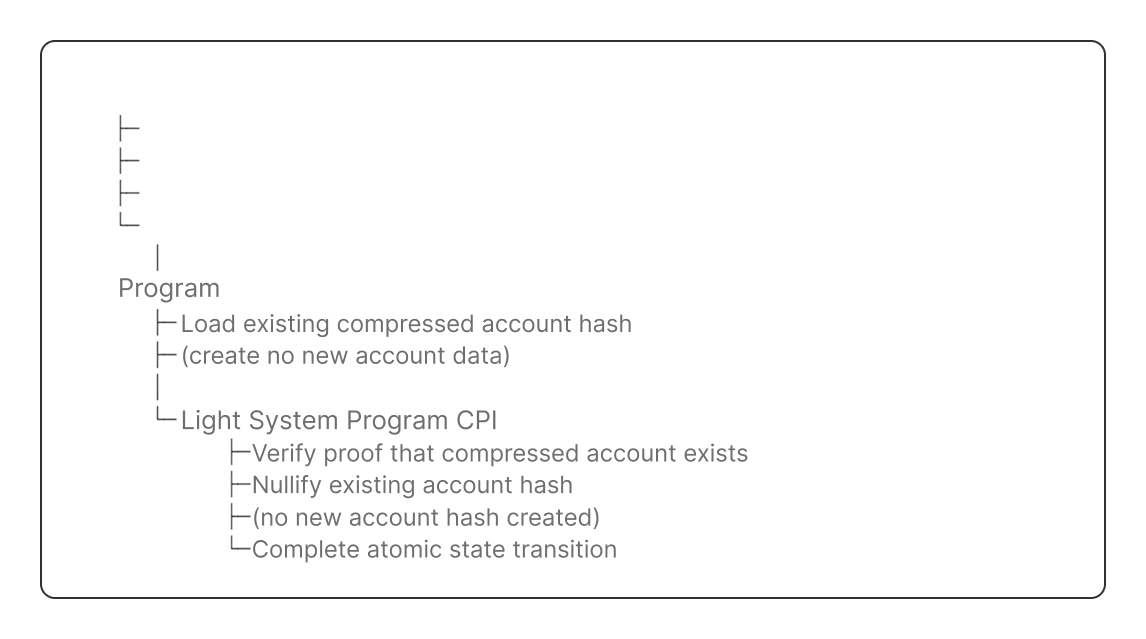 Program
Load existing compressed account hash
(create no new account data)
Light System Program CPI
Verify proof that compressed account exists
Nullify existing account hash
(no new account hash created)
Complete atomic state transition